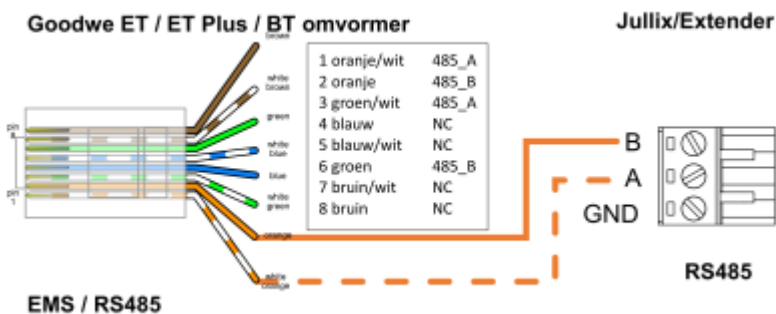 Goodwe ET / ET Plus / BT omvormer
Jullix/Extender
brown
1 oranje/wit 485_A
2 oranje 485_B
3 groen/wit 485_A
4 blauw NC
5 blauw/wit NC
6 groen 485_B
7 bruin/wit NC
8 bruin NC
white
brown
green
white
blue
blue
white
green
orange
white
orange
pin
8
pin
1
B
A
GND
RS485
EMS / RS485